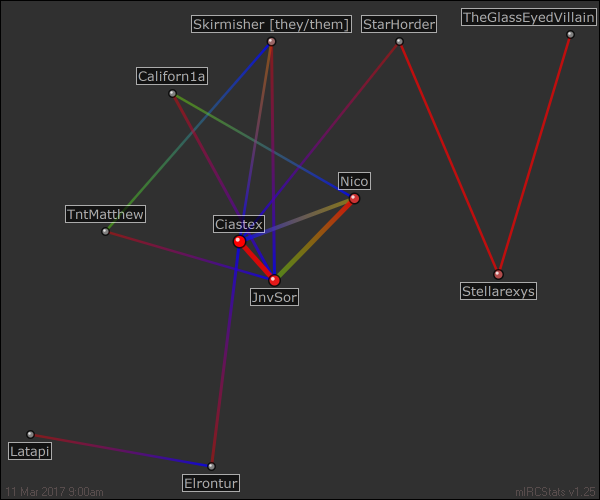 Skirmisher [they/them]
StarHorder
TheGlassEyedVillain
Californ1a
Nico
TntMatthew
Ciastex
JnvSor
Stellarexys
Latapi
Elrontur
11 Mar 2017 9:00am
mIRCStats v1.25